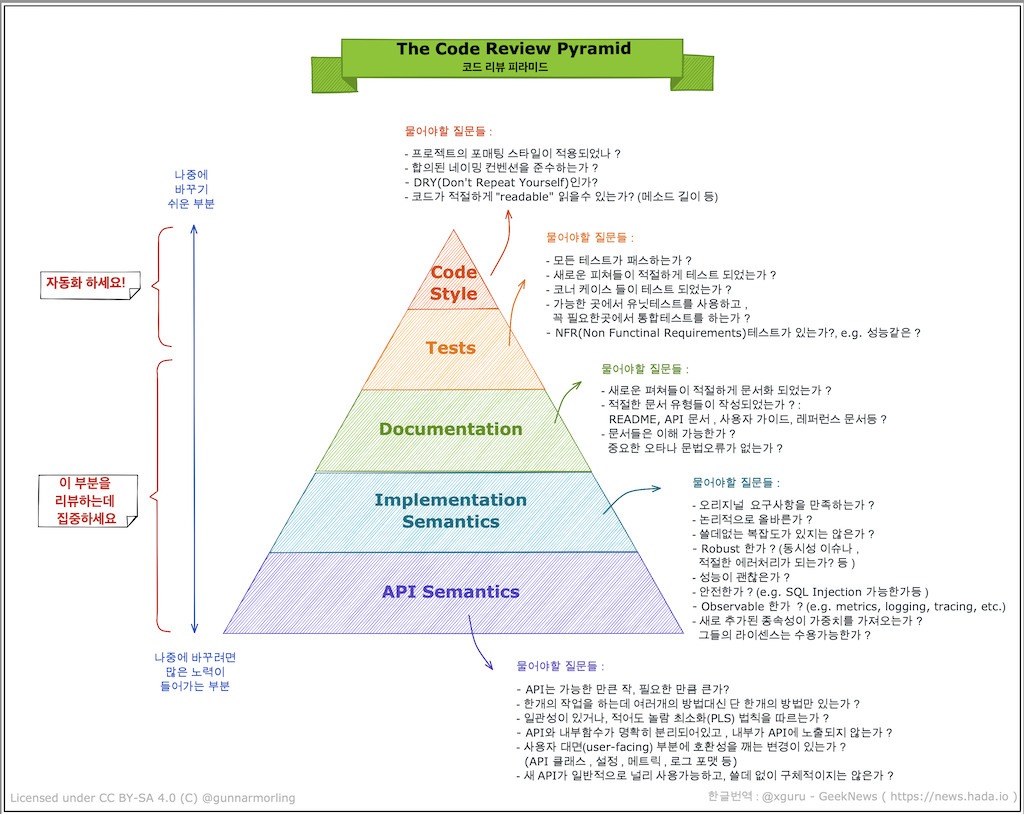 The Code Review Pyramid
코드 리뷰 피라미드
물어야할 질문들 :
- 프로젝트의 포매팅 스타일이 적용되었나 ?
- 합의된 네이밍 컨벤션을 준수하는가 ?
- DRY(Don't Repeat Yourself)인가?
- 코드가 적절하게 "readable" 읽을수 있는가? (메소드 길이 등)
나중에
바꾸기
쉬운 부분
자동화 하세요!
Code
Style
물어야할 질문들 :
- 모든 테스트가 패스하는가 ?
- 새로운 피쳐들이 적절하게 테스트 되었는가 ?
- 코너 케이스 들이 테스트 되었는가 ?
- 가능한 곳에서 유닛테스트를 사용하고 ,
꼭 필요한곳에서 통합테스트를 하는가 ?
- NFR(Non Functinal Requirements)테스트가 있는가?, e.g. 성능같은 ?
Tests
물어야할 질문들 :
- 새로운 펴쳐들이 적절하게 문서화 되었는가 ?
- 적절한 문서 유형들이 작성되었는가 ? :
README, API 문서 , 사용자 가이드, 레퍼런스 문서등 ?
- 문서들은 이해 가능한가 ?
중요한 오타나 문법오류가 없는가 ?
Documentation
이 부분을
리뷰하는데
집중하세요
Implementation
Semantics
물어야할 질문들 :
- 오리지널 요구사항을 만족하는가 ?
- 논리적으로 올바른가 ?
- 쓸데없는 복잡도가 있지는 않은가 ?
- Robust 한가 ? (동시성 이슈나 ,
적절한 에러처리가 되는가? 등 )
- 성능이 괜찮은가 ?
- 안전한가 ? (e.g. SQL Injection 가능한가등 )
- Observable 한가 ? (e.g. metrics, logging, tracing, etc.)
- 새로 추가된 종속성이 가중치를 가져오는가 ?
그들의 라이센스는 수용가능한가 ?
API Semantics
나중에 바꾸려면
많은 노력이
들어가는 부분
물어야할 질문들 :
- API는 가능한 만큰 작, 필요한 만큼 큰가?
- 한개의 작업을 하는데 여러개의 방법대신 단 한개의 방법만 있는가 ?
- 일관성이 있거나, 적어도 놀람 최소화(PLS) 법칙을 따르는가 ?
- API와 내부함수가 명확히 분리되어있고 , 내부가 API에 노출되지 않는가 ?
- 사용자 대면(user-facing) 부분에 호환성을 깨는 변경이 있는가 ?
(API 클래스 , 설정 , 메트릭 , 로그 포맷 등)
- 새 API가 일반적으로 널리 사용가능하고, 쓸데 없이 구체적이지는 않은가 ?
Licensed under CC BY-SA 4.0 (C) @gunnarmorling
한글번역 : @xguru - GeekNews ( https://news.hada.io )